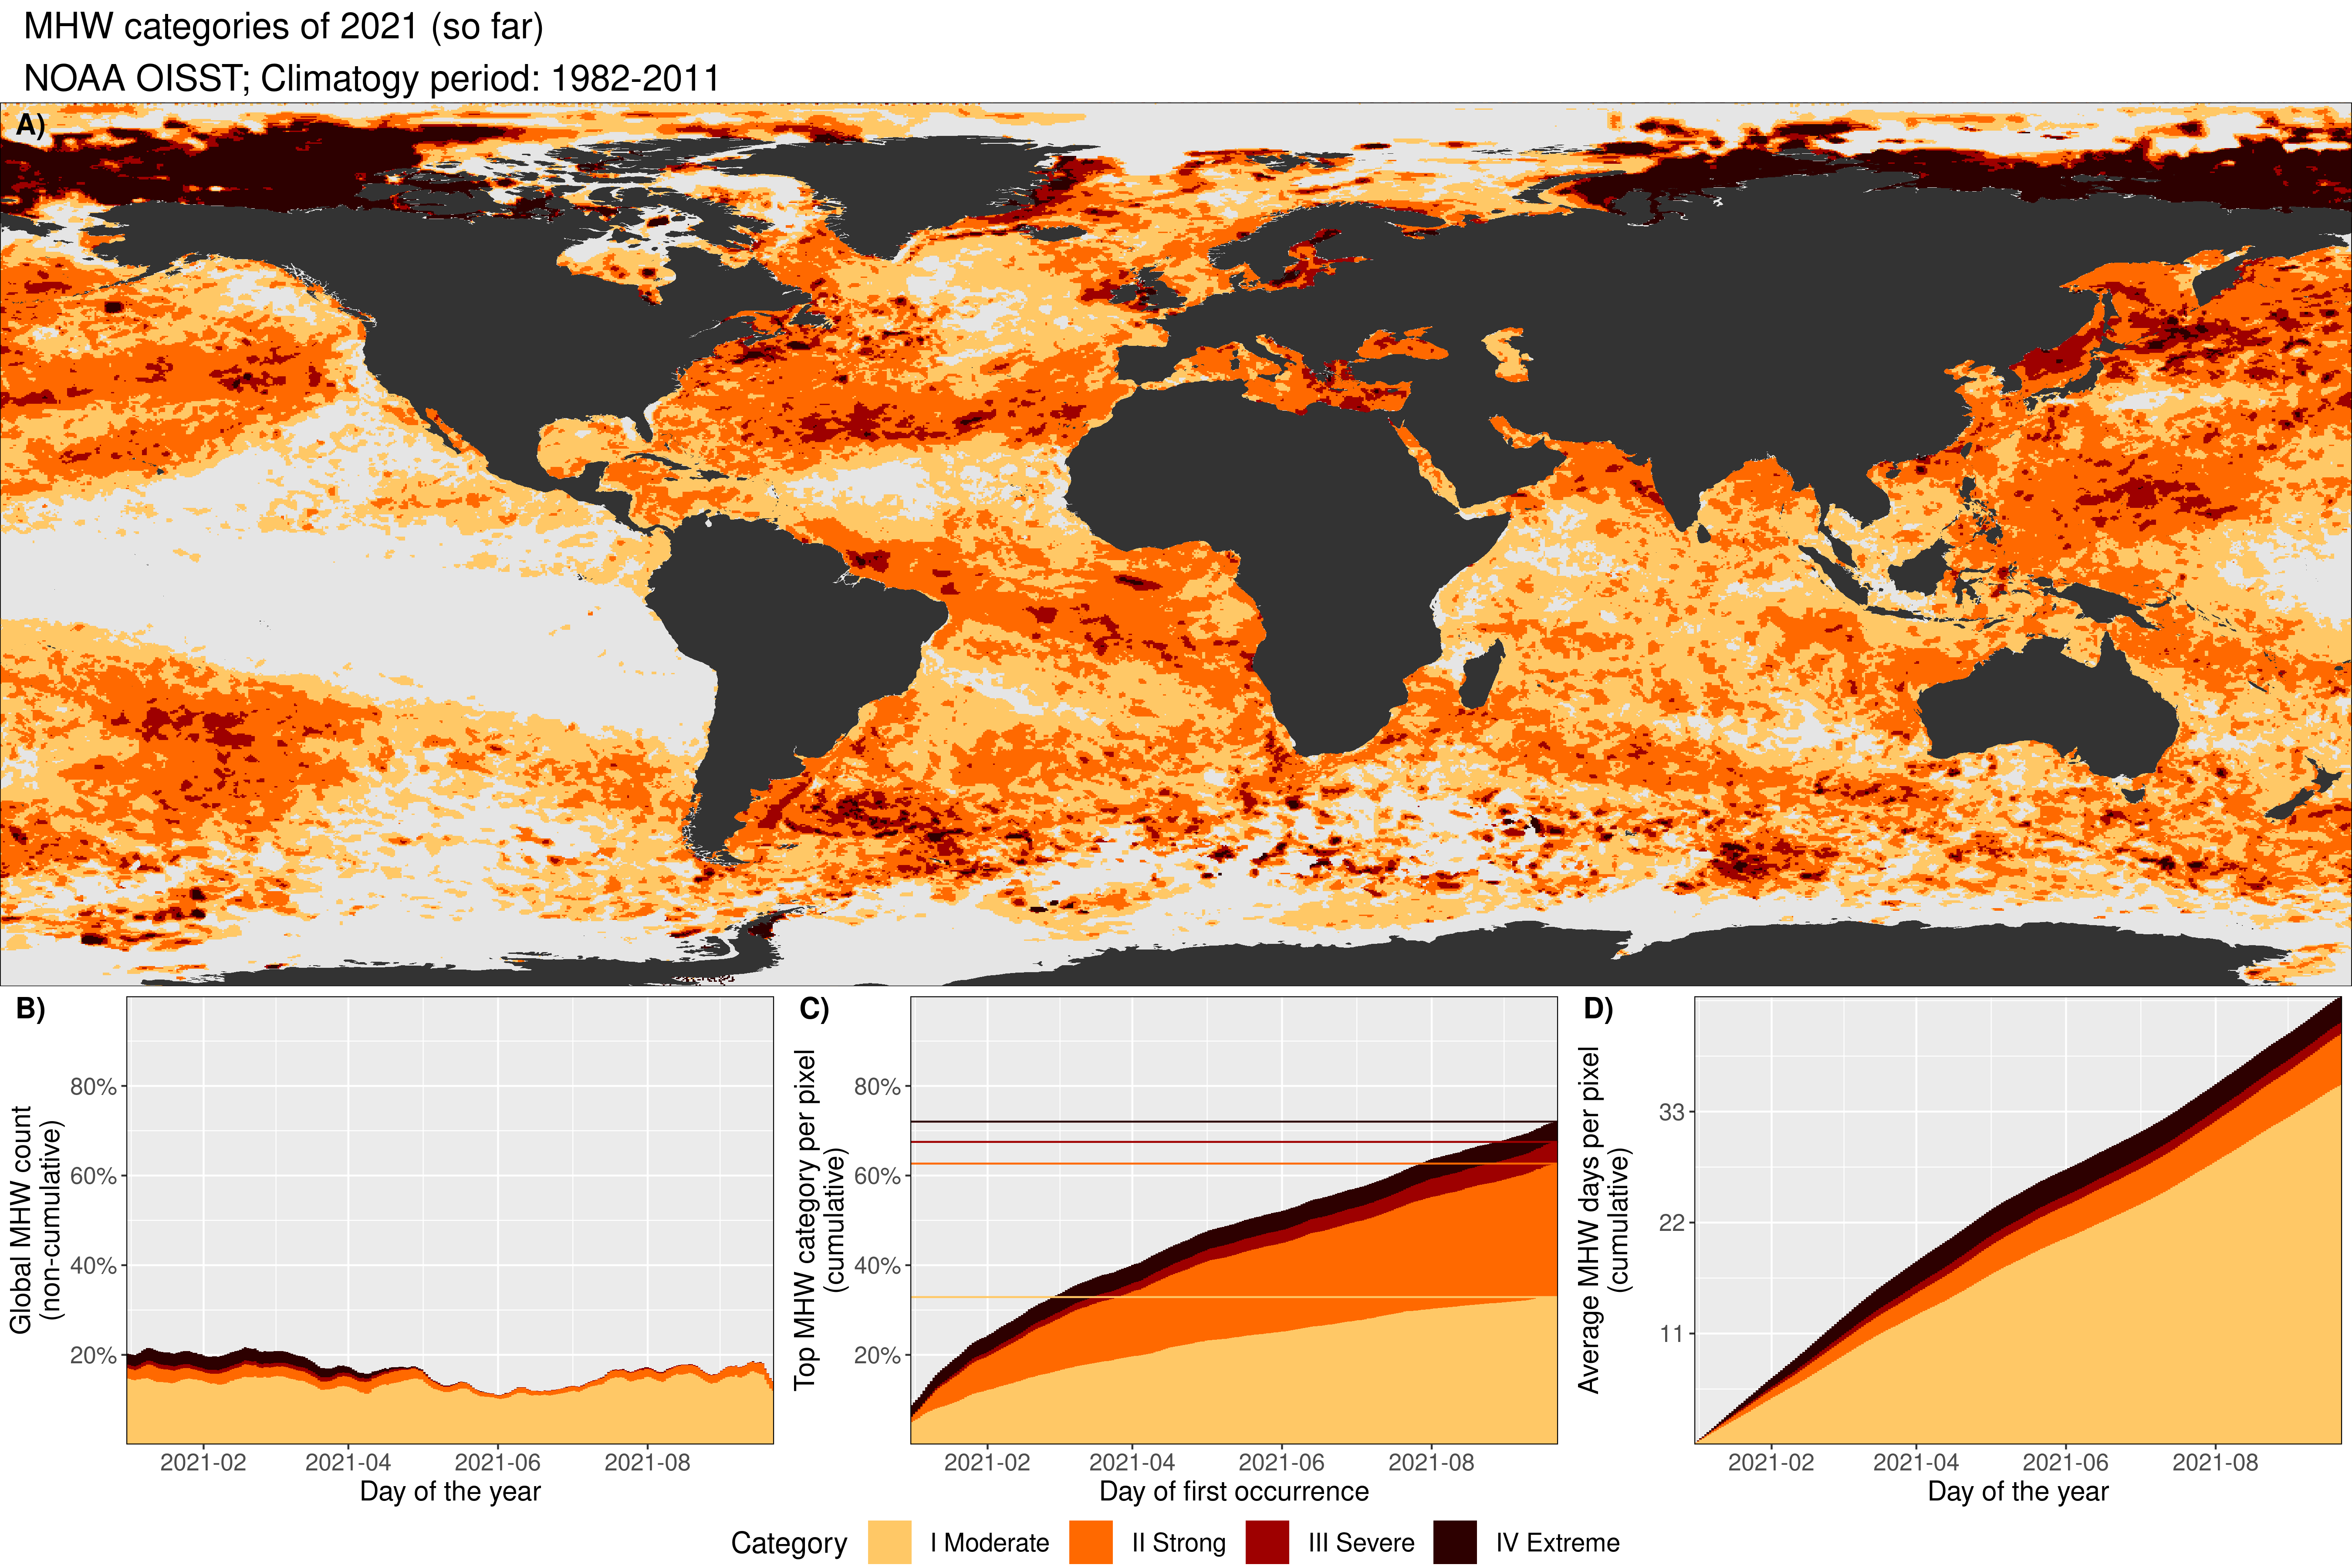 MHW categories of 2021 (so far)
NOAA OISST; Climatogy period: 1982-2011
A)
B)
Global MHW count
(non-cumulative)
80%
60%
40%
20%
2021-02 2021-04 2021-06 2021-08
Day of the year
C)
Top MHW category per pixel
(cumulative)
80%
60%
40%
20%
2021-02 2021-04 2021-06 2021-08
Day of first occurrence
D)
Average MHW days per pixel
(cumulative)
33
22
11
2021-02 2021-04 2021-06 2021-08
Day of the year
Category I Moderate II Strong III Severe IV Extreme